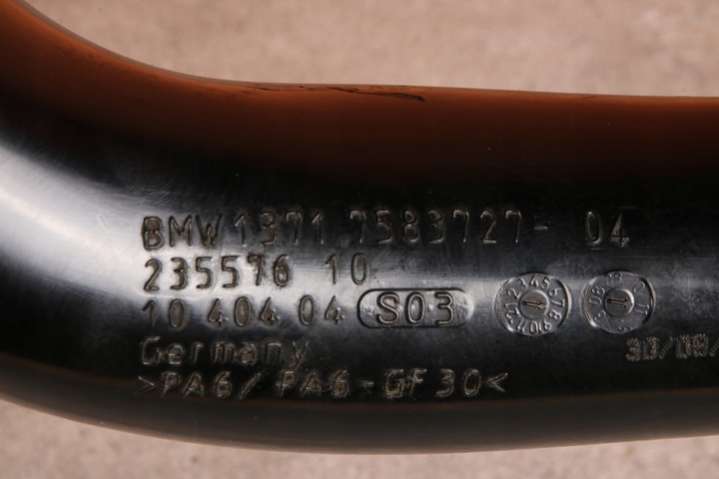 BMW 1371 7583727- 04
235576 10
10 404 04 S03
Germany
>PA6/PA6-GF30<
30/08/